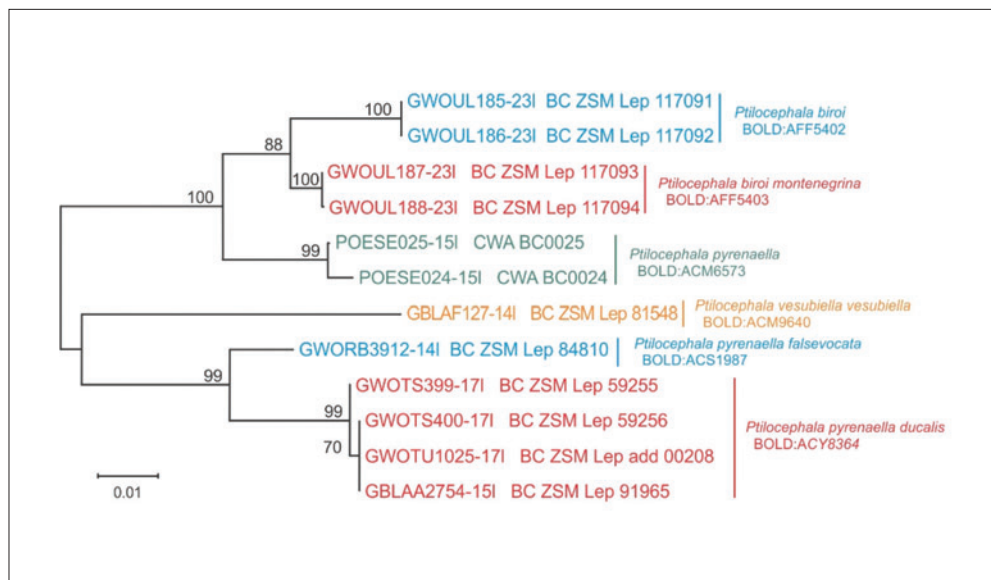 GWOUL185-23I BC ZSM Lep 117091
100
Ptilocephala biroi
BOLD:AFF5402
GWOUL186-23I BC ZSM Lep 117092
88
GWOUL187-23I BC ZSM Lep 117093
100
Ptilocephala biroi montenegrina
BOLD:AFF5403
100
GWOUL188-23I BC ZSM Lep 117094
POESE025-15I CWA BC0025
99
Ptilocephala pyrenaella
BOLD:ACM6573
POESE024-15I CWA BC0024
GBLAF127-14I BC ZSM Lep 81548
Ptilocephala vesubiella vesubiella
BOLD:ACM9640
GWORB3912-14I BC ZSM Lep 84810
Ptilocephala pyrenaella falsevocata
BOLD:ACS1987
99
GWOTS399-17I BC ZSM Lep 59255
99
GWOTS400-17I BC ZSM Lep 59256
Ptilocephala pyrenaella ducalis
BOLD:ACY8364
70
GWOTU1025-17I BC ZSM Lep add 00208
GBLAA2754-15I BC ZSM Lep 91965
0.01